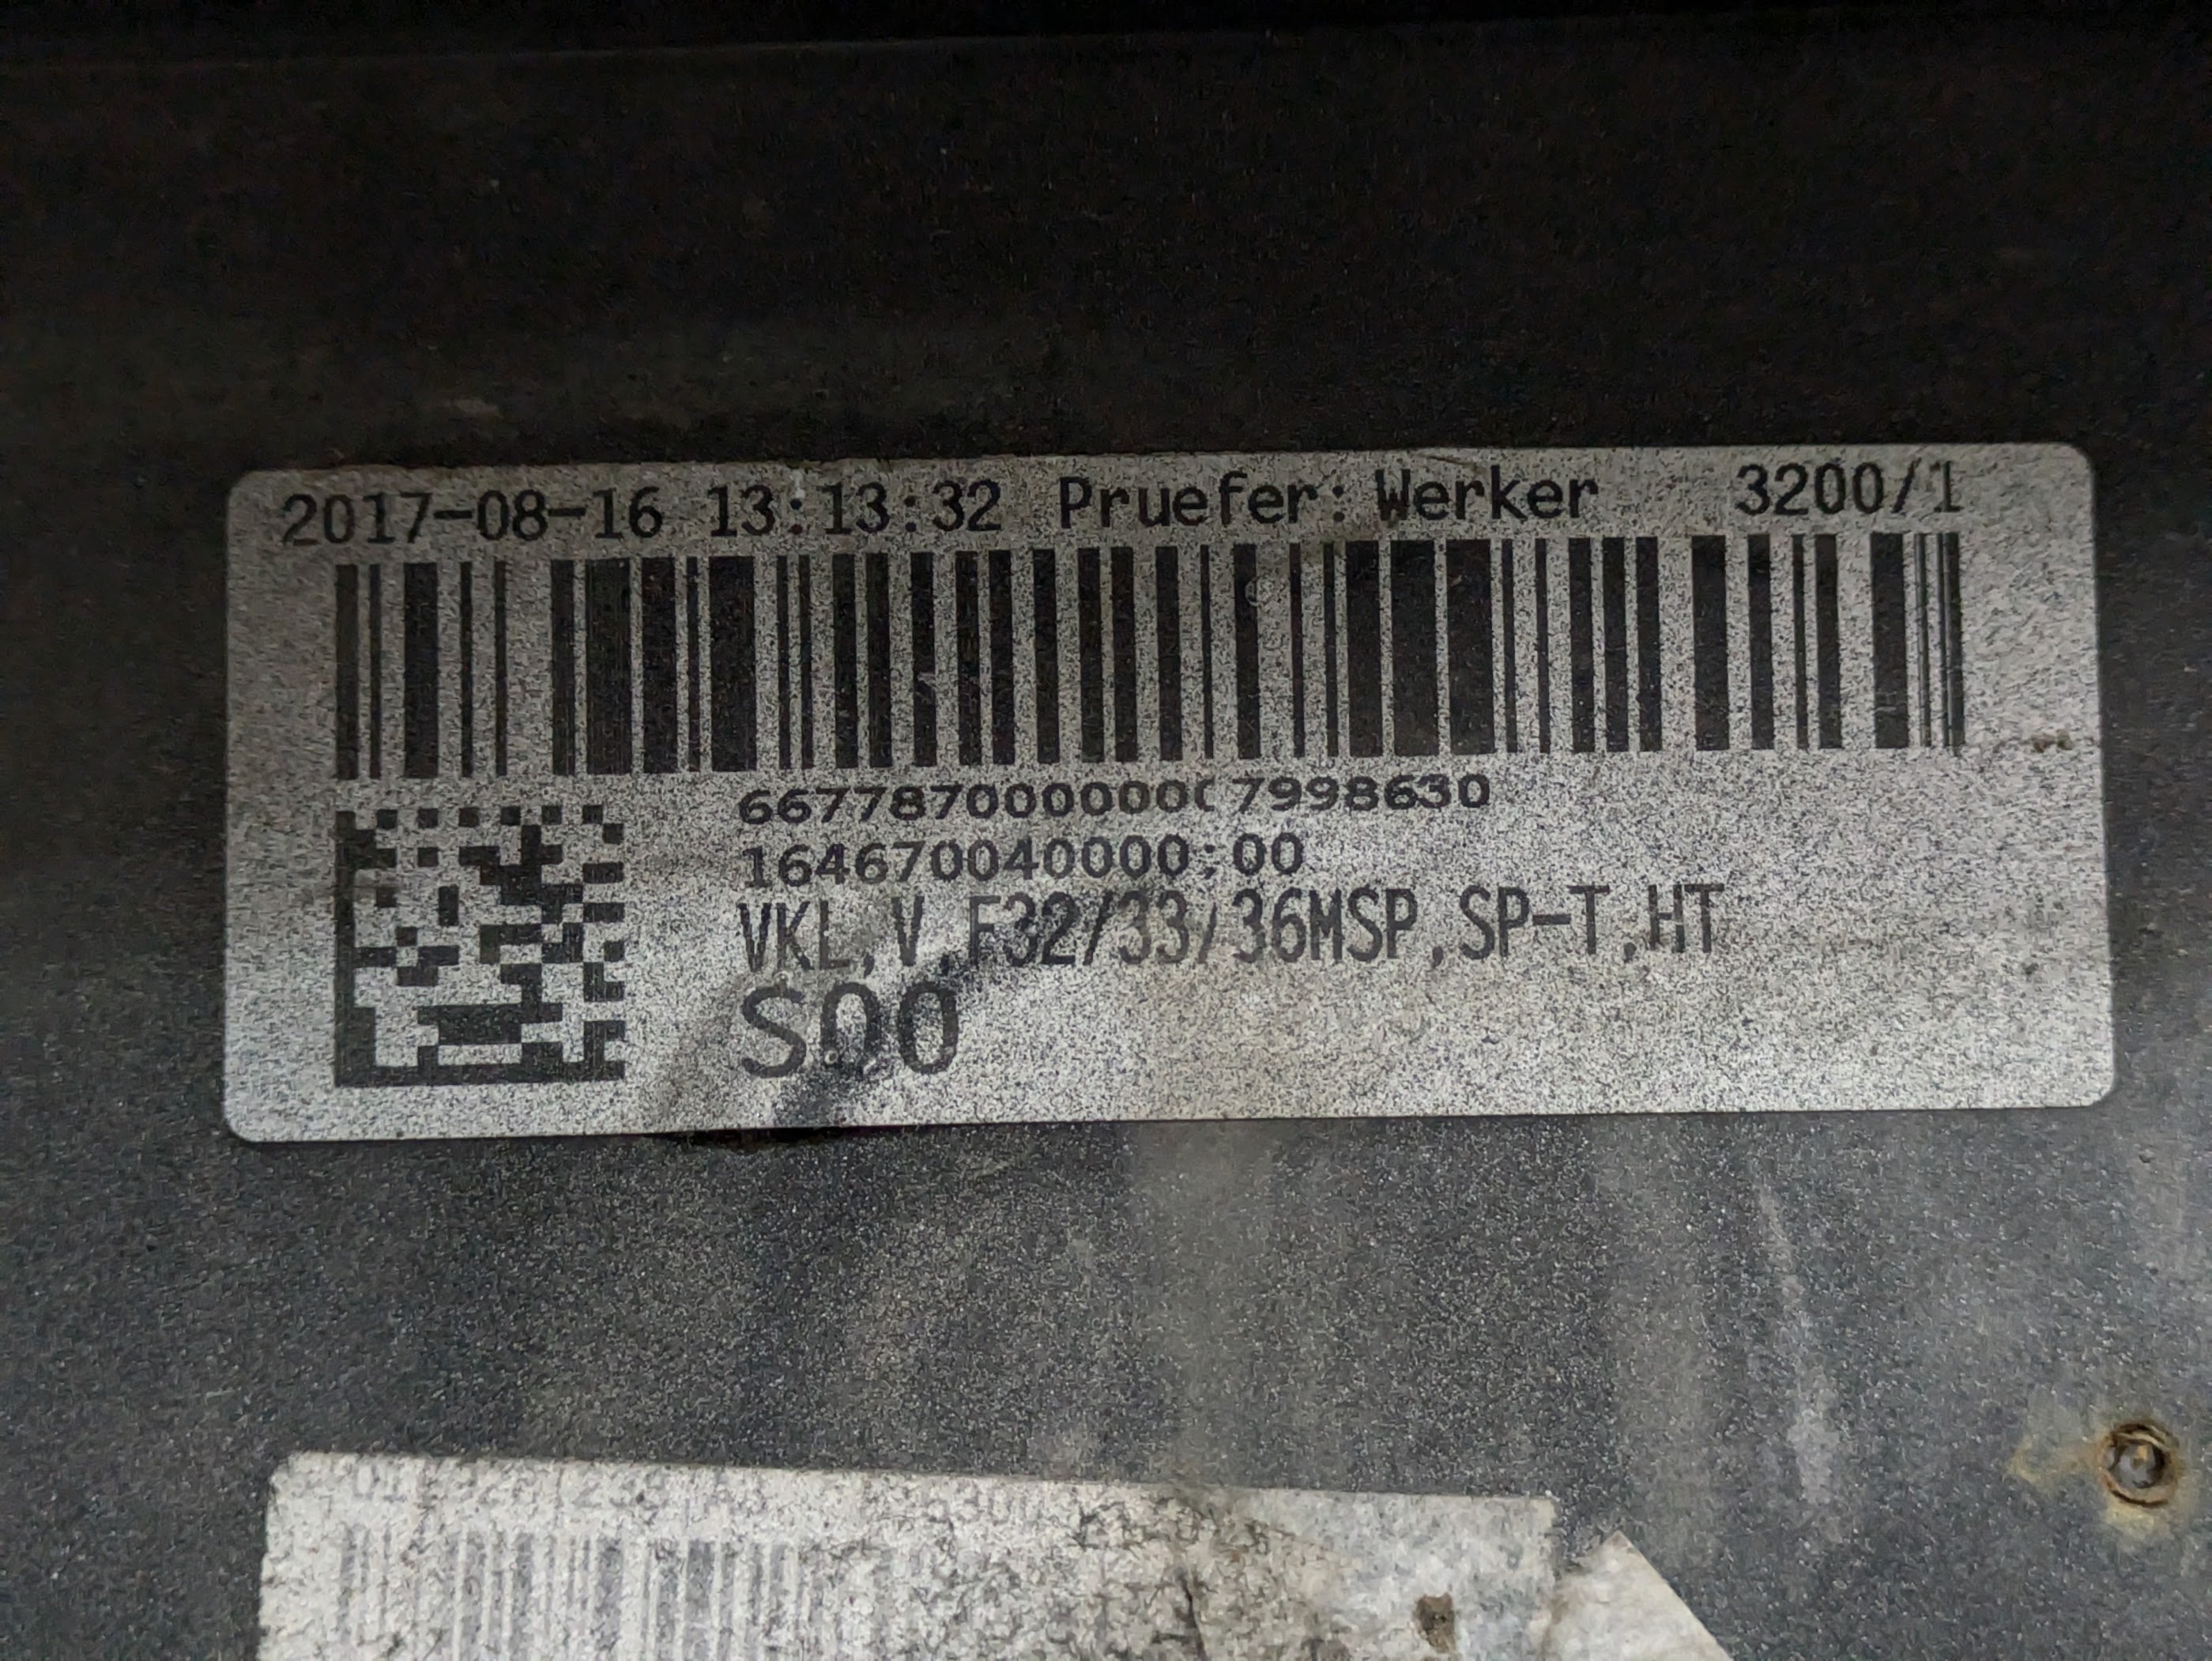 2017-08-16 13:13:32 Pruefer: Werker 3200/1
667787000000( 7998630
164670040000:00
VKL,V,F32/33/36MSP,SP-T,HT
S00